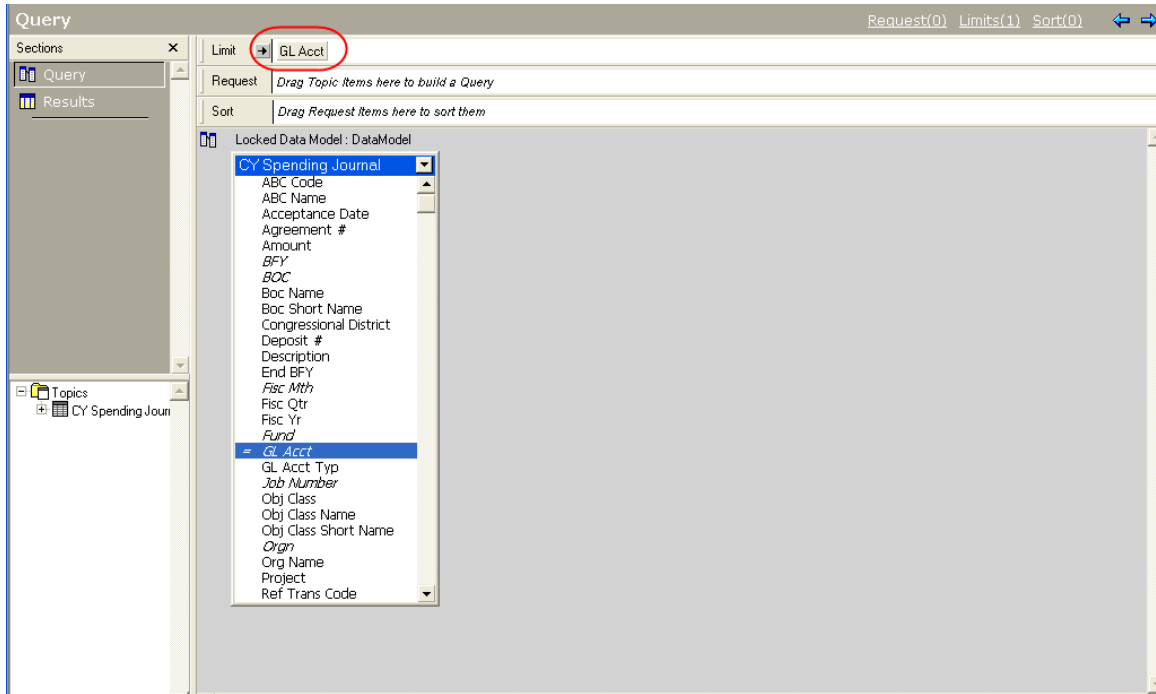 Query Request(0) Limits(1) Sort(0)
Sections
Query
Results
Limit GL Acct
Request Drag Topic Items here to build a Query
Sort Drag Request Items here to sort them
Locked Data Model : DataModel
CY Spending Journal
ABC Code
ABC Name
Acceptance Date
Agreement #
Amount
BFY
BOC
Boc Name
Boc Short Name
Congressional District
Deposit #
Description
End BFY
Fisc Mth
Fisc Qtr
Fisc Yr
Fund
= GL Acct
GL Acct Typ
Job Number
Obj Class
Obj Class Name
Obj Class Short Name
Orgn
Org Name
Project
Ref Trans Code
Topics
CY Spending Journ